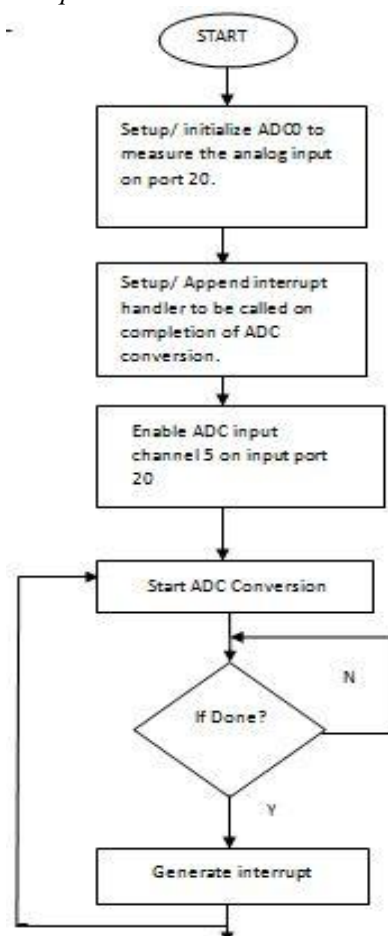 START
Setup/ initialize ADC0 to
measure the analog input
on port 20.
Setup/ Append interrupt
handler to be called on
completion of ADC
conversion.
Enable ADC input
channel 5 on input port
20
Start ADC Conversion
N
If Done?
Y
Generate interrupt